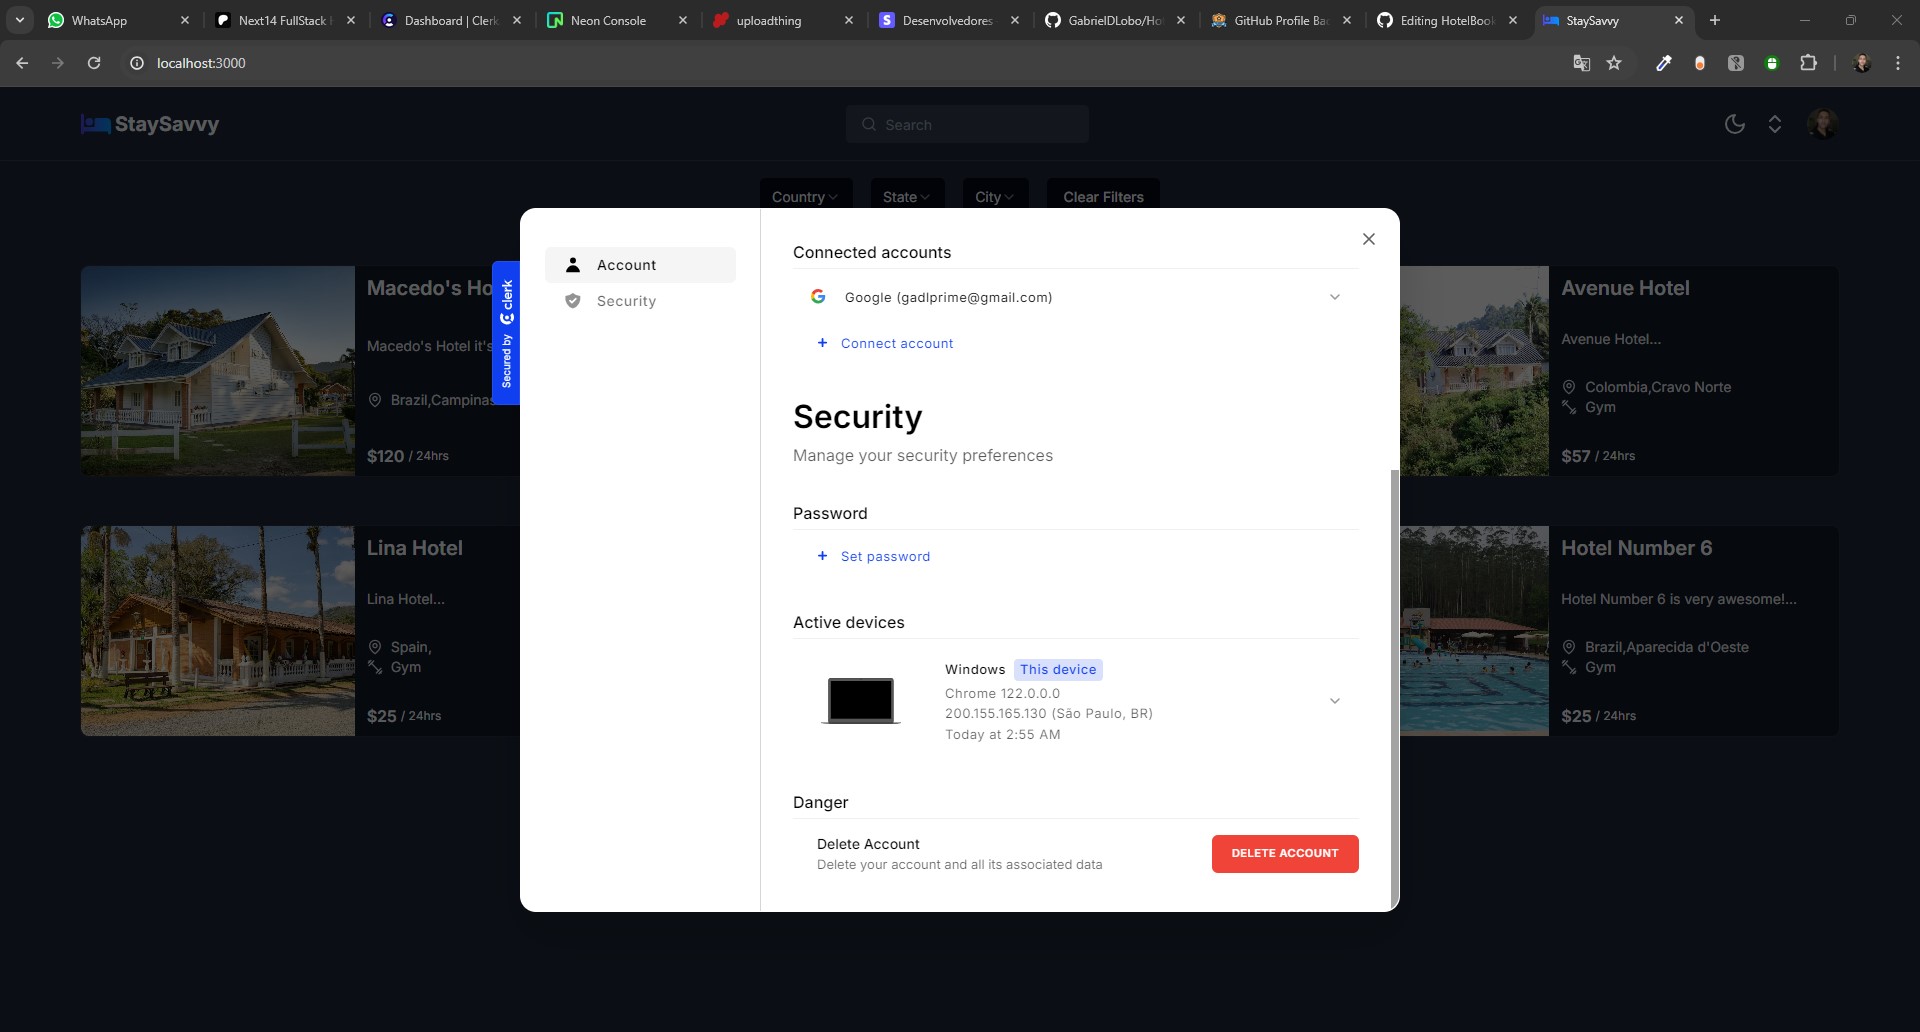 WhatsApp
Next14 FullStack
Dashboard | Clerk
Neon Console
uploadthing
Desenvolvedores
GabrielDLobo/Ho
GitHub Profile Ba
Editing HotelBook
StaySavvy
localhost:3000
StaySavvy
Search
Country
State
City
Clear Filters
Macedo's Ho
Macedo's Hotel it's
Brazil,Campinas
$120 / 24hrs
Lina Hotel
Lina Hotel...
Spain,
Gym
$25 / 24hrs
Secured by clerk
Account
Security
Connected accounts
Google (gadlprime@gmail.com)
+ Connect account
Security
Manage your security preferences
Password
+ Set password
Active devices
Windows This device
Chrome 122.0.0.0
200.155.165.130 (São Paulo, BR)
Today at 2:55 AM
Danger
Delete Account
Delete your account and all its associated data
DELETE ACCOUNT
Avenue Hotel
Avenue Hotel...
Colombia,Cravo Norte
Gym
$57 / 24hrs
Hotel Number 6
Hotel Number 6 is very awesome!...
Brazil,Aparecida d'Oeste
Gym
$25 / 24hrs